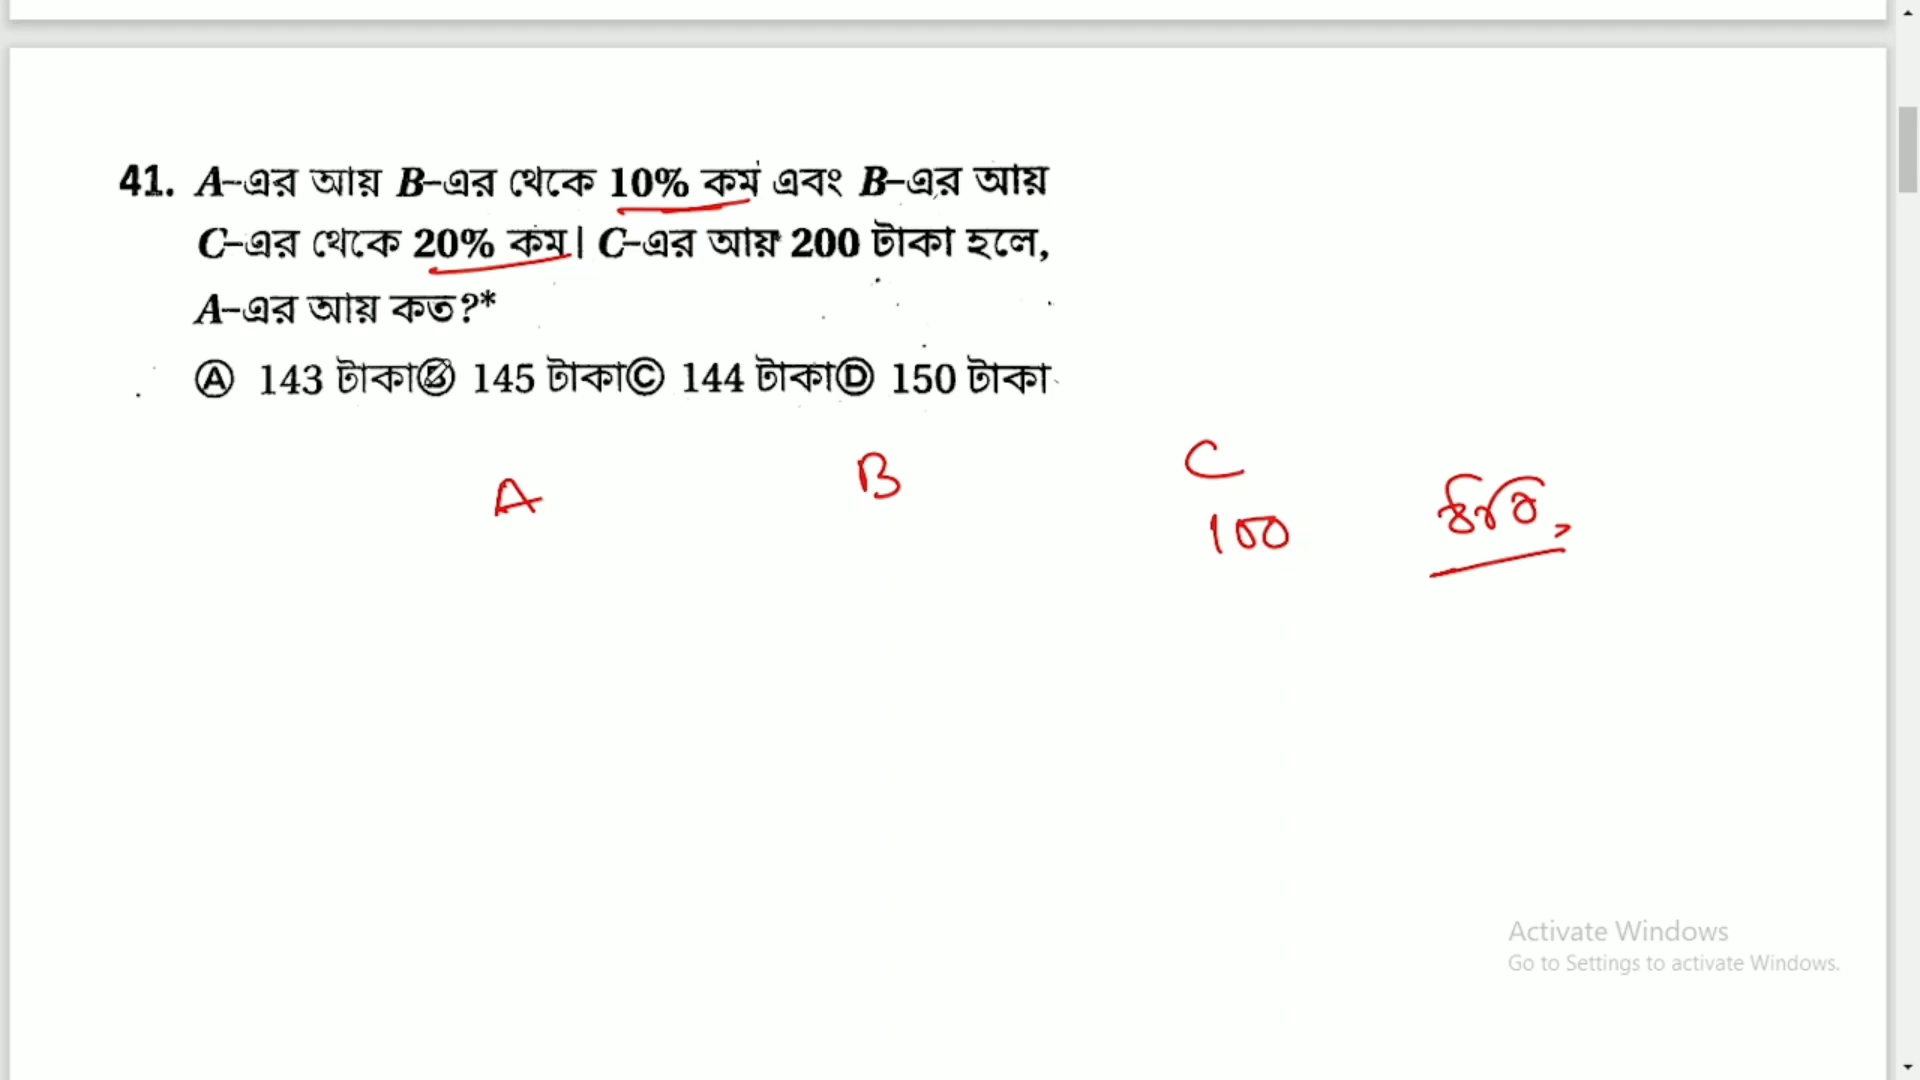 41. A-এর আয় B-এর থেকে 10% কম এবং B-এর আয়
C-এর থেকে 20% কম। C-এর আয় 200 টাকা হলে,
A-এর আয় কত?*
Ⓐ 143 টাকা Ⓑ 145 টাকা Ⓒ 144 টাকা Ⓓ 150 টাকা
A B C
100
Activate Windows
Go to Settings to activate Windows.